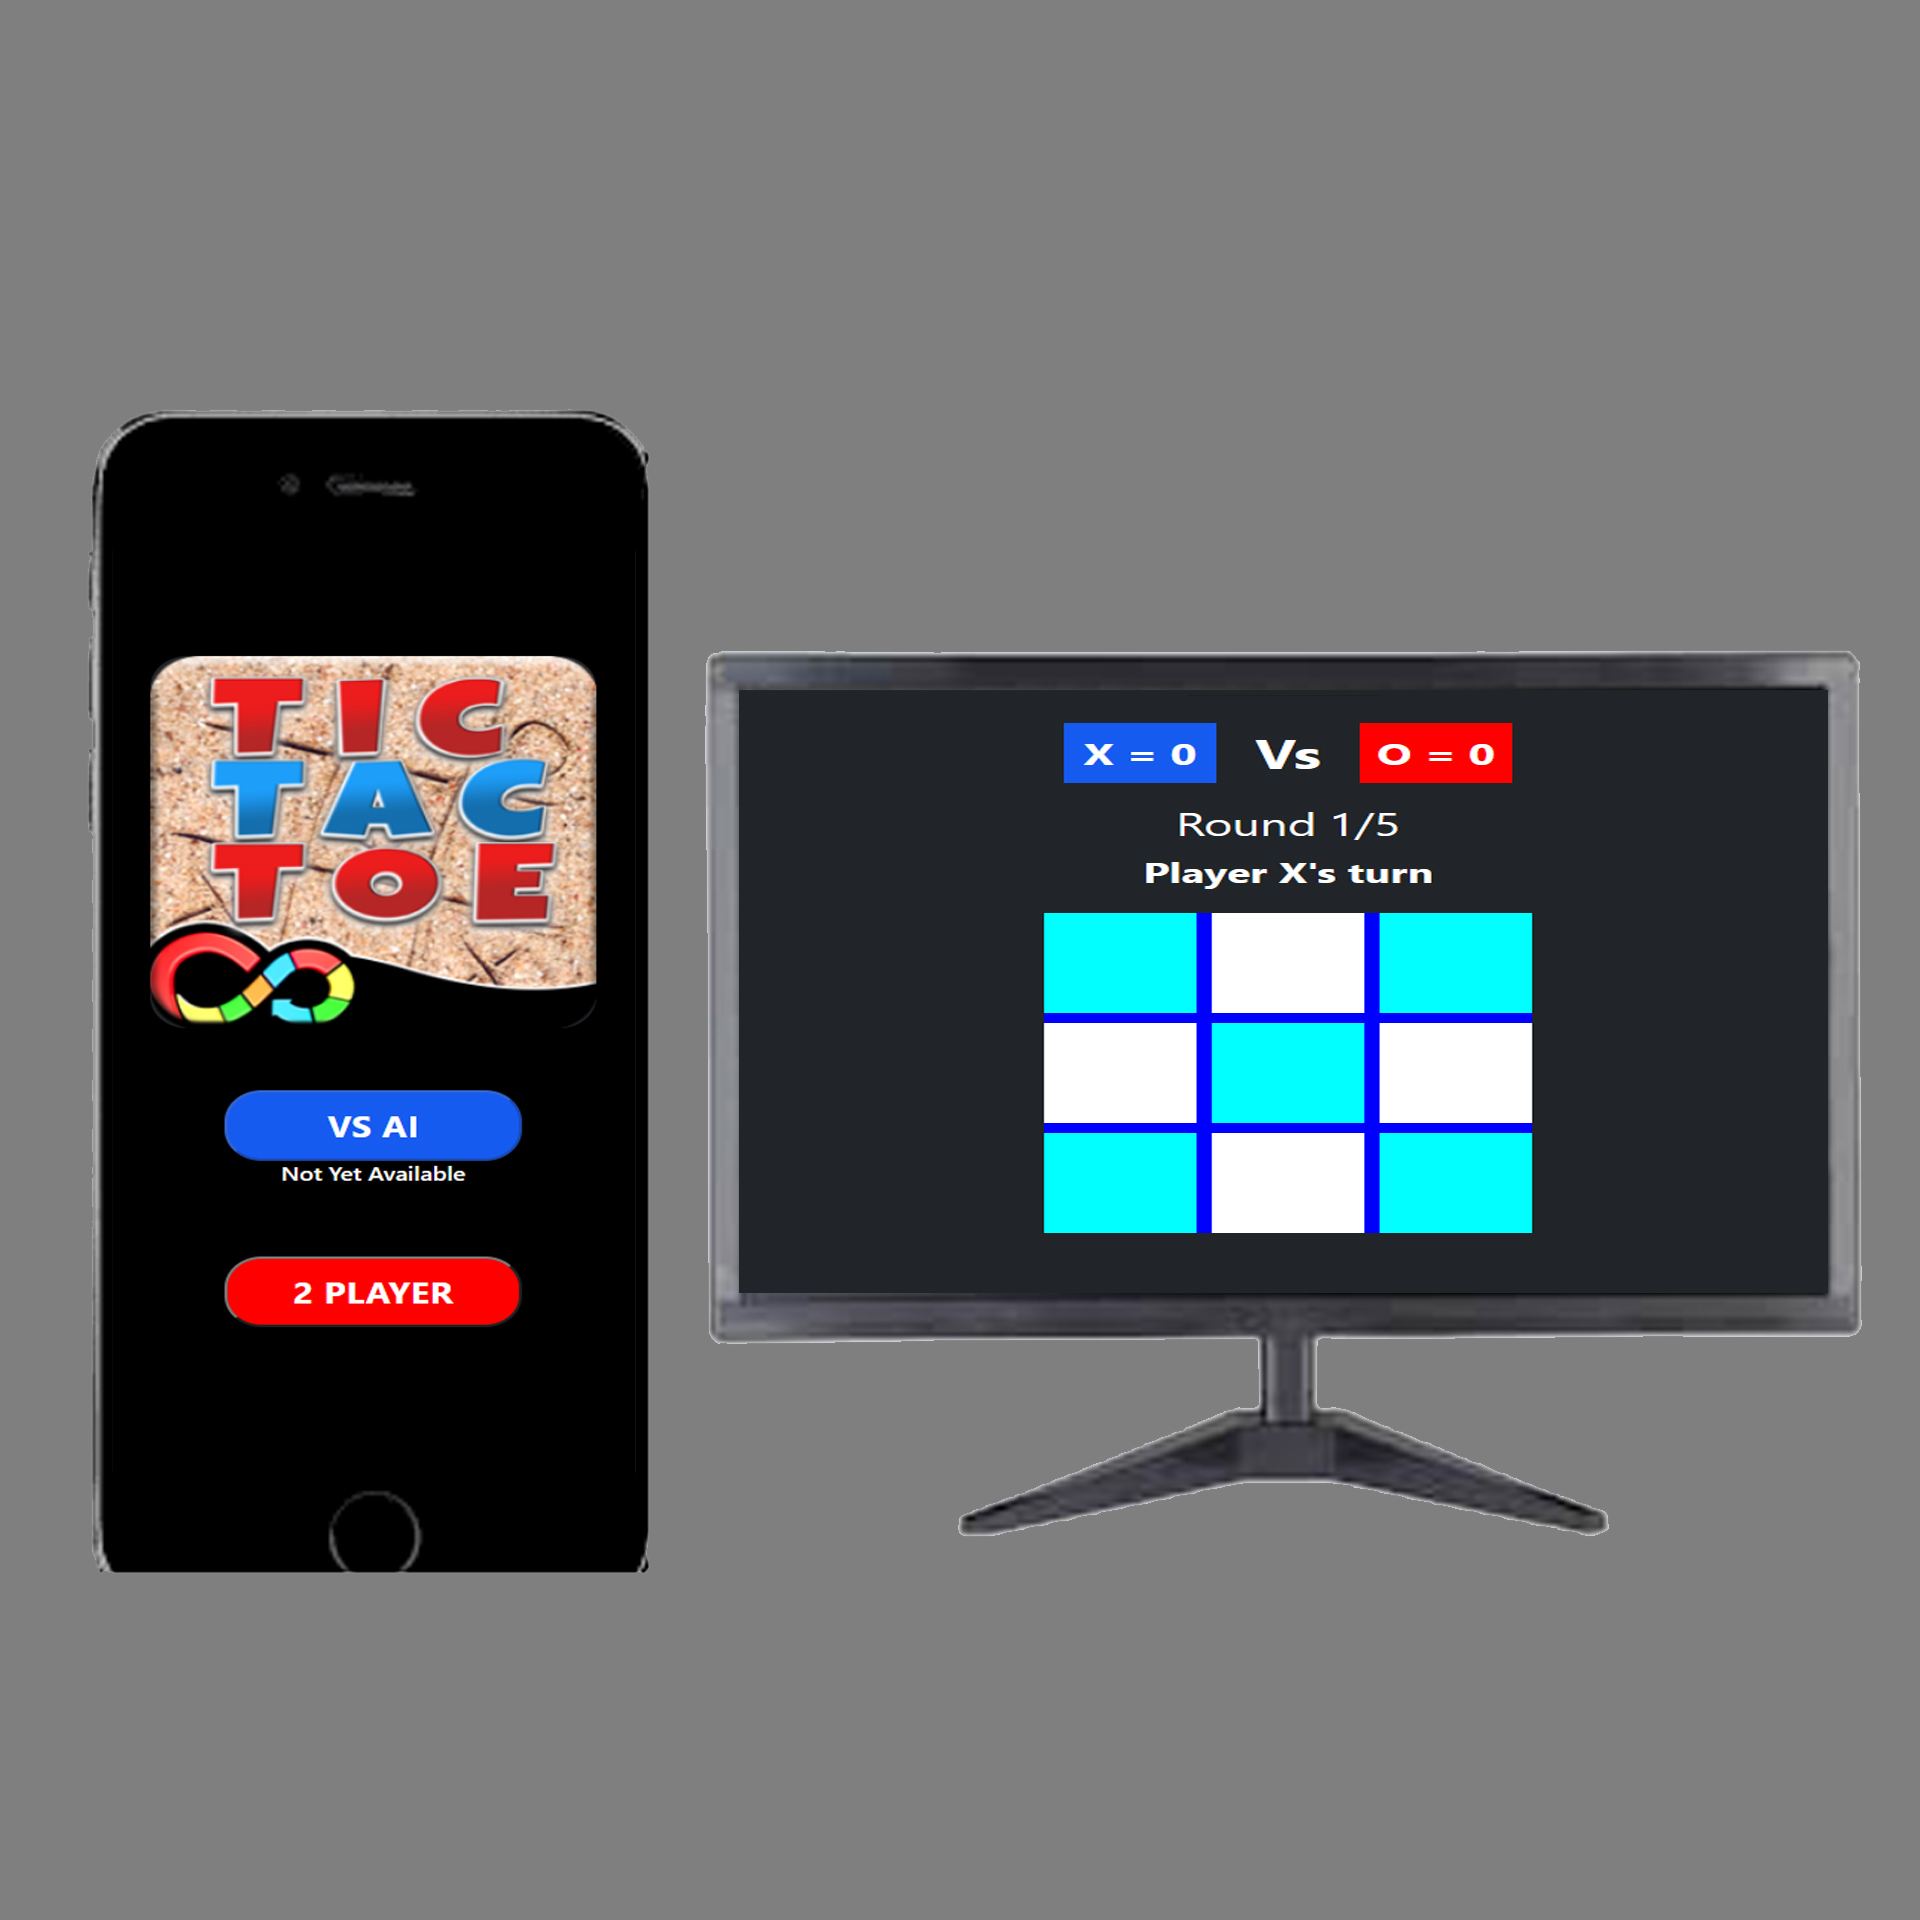 TIC
TAC
TOE
VS AI
Not Yet Available
2 PLAYER
X = 0 Vs O = 0
Round 1/5
Player X's turn